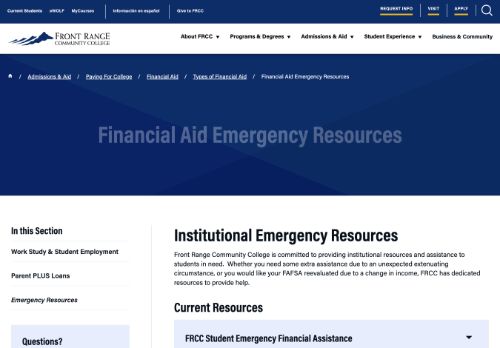 Current Students eWOLF MyCourses Información en español Give to FRCC REQUEST INFO VISIT APPLY
FRONT RANGE
COMMUNITY COLLEGE
About FRCC Programs & Degrees Admissions & Aid Student Experience Business & Community
/ Admissions & Aid / Paying For College / Financial Aid / Types of Financial Aid / Financial Aid Emergency Resources
Financial Aid Emergency Resources
In this Section
Work Study & Student Employment
Parent PLUS Loans
Emergency Resources
Questions?
Institutional Emergency Resources
Front Range Community College is committed to providing institutional resources and assistance to
students in need. Whether you need some extra assistance due to an unexpected extenuating
circumstance, or you would like your FAFSA reevaluated due to a change in income, FRCC has dedicated
resources to provide help.
Current Resources
FRCC Student Emergency Financial Assistance